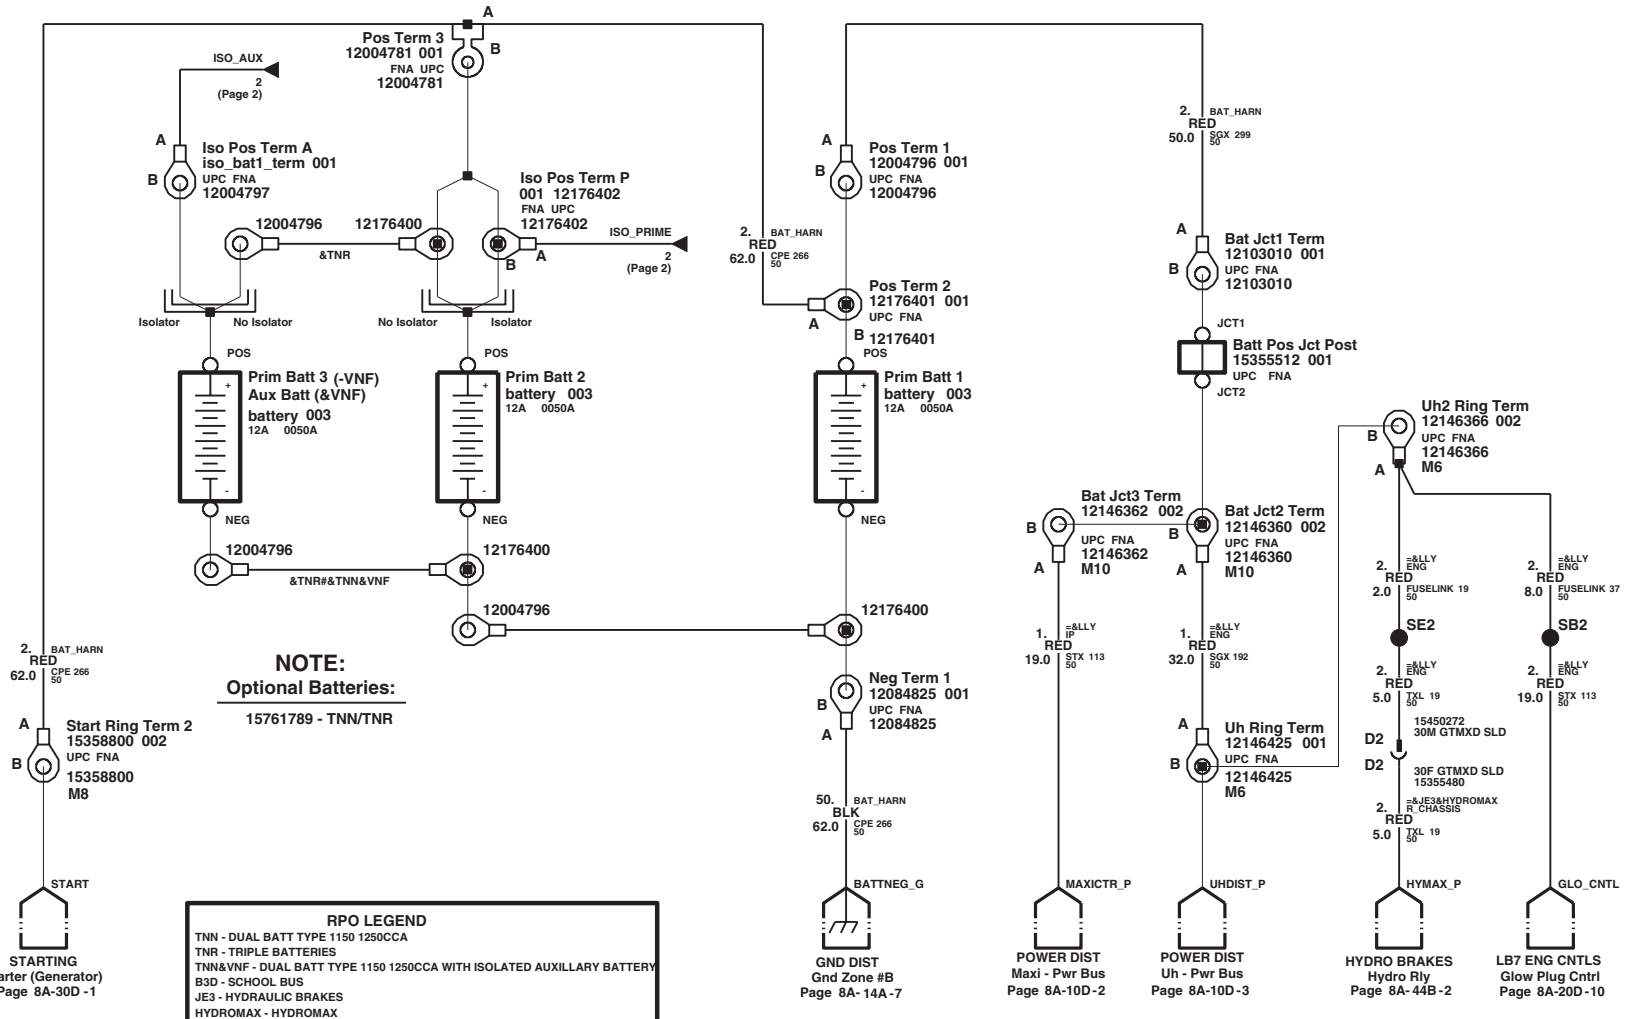 A
Pos Term 3
12004781 001
FNA UPC
12004781
B
ISO_AUX
2
(Page 2)
A
B
Iso Pos Term A
iso_bat1_term 001
UPC FNA
12004797
Iso Pos Term P
001 12176402
FNA UPC
12176402
12004796
12176400
&TNR
B
A
ISO_PRIME
2
(Page 2)
2.
RED
62.0
BAT_HARN
CPE 266
50
A
B
Pos Term 1
12004796 001
UPC FNA
12004796
2.
RED
50.0
BAT_HARN
SGX 299
50
A
B
Bat Jct1 Term
12103010 001
UPC FNA
12103010
Pos Term 2
12176401 001
UPC FNA
A
B 12176401
Isolator
No Isolator
No Isolator
Isolator
JCT1
Batt Pos Jct Post
15355512 001
UPC FNA
JCT2
POS
Prim Batt 3 (-VNF)
Aux Batt (&VNF)
battery 003
12A 0050A
+
-
NEG
POS
Prim Batt 2
battery 003
12A 0050A
+
-
NEG
POS
Prim Batt 1
battery 003
12A 0050A
+
-
NEG
Uh2 Ring Term
12146366 002
UPC FNA
12146366
M6
B
A
Bat Jct3 Term
12146362 002
UPC FNA
12146362
M10
B
A
Bat Jct2 Term
12146360 002
UPC FNA
12146360
M10
B
A
12004796
12176400
&TNR#&TNN&VNF
12004796
12176400
2.
RED
2.0
=&LLY
ENG
FUSELINK 19
50
2.
RED
8.0
=&LLY
ENG
FUSELINK 37
50
SE2
SB2
1.
RED
19.0
=&LLY
IP
STX 113
50
1.
RED
32.0
=&LLY
ENG
SGX 192
50
2.
RED
5.0
=&LLY
ENG
TXL 19
50
2.
RED
19.0
=&LLY
ENG
STX 113
50
2.
RED
62.0
BAT_HARN
CPE 266
50
NOTE:
Optional Batteries:
15761789 - TNN/TNR
Neg Term 1
12084825 001
UPC FNA
12084825
B
A
A
B
Start Ring Term 2
15358800 002
UPC FNA
15358800
M8
A
B
Uh Ring Term
12146425 001
UPC FNA
12146425
M6
15450272
30M GTMXD SLD
D2
D2
30F GTMXD SLD
15355480
50.
BLK
62.0
BAT_HARN
CPE 266
50
2.
RED
5.0
=&JE3&HYDROMAX
R_CHASSIS
TXL 19
50
START
BATTNEG_G
MAXICTR_P
UHDIST_P
HYMAX_P
GLO_CNTL
STARTING
arter (Generator)
Page 8A-30D -1
GND DIST
Gnd Zone #B
Page 8A- 14A -7
POWER DIST
Maxi - Pwr Bus
Page 8A-10D -2
POWER DIST
Uh - Pwr Bus
Page 8A-10D -3
HYDRO BRAKES
Hydro Rly
Page 8A- 44B -2
LB7 ENG CNTLS
Glow Plug Cntrl
Page 8A-20D -10
RPO LEGEND
TNN - DUAL BATT TYPE 1150 1250CCA
TNR - TRIPLE BATTERIES
TNN&VNF - DUAL BATT TYPE 1150 1250CCA WITH ISOLATED AUXILLARY BATTERY
B3D - SCHOOL BUS
JE3 - HYDRAULIC BRAKES
HYDROMAX - HYDROMAX